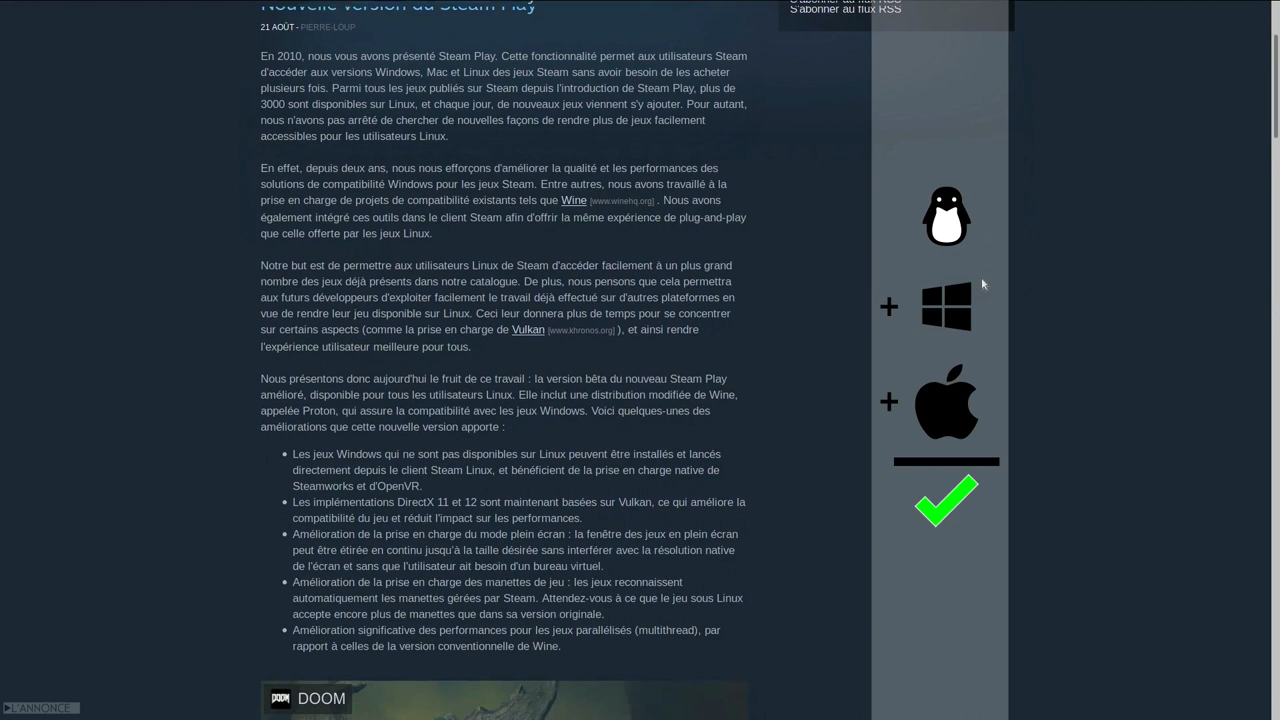 Nouvelle version du Steam Play
21 AOÛT - PIERRE-LOUP
S'abonner au flux RSS
S'abonner au flux RSS
En 2010, nous vous avons présenté Steam Play. Cette fonctionnalité permet aux utilisateurs Steam
d'accéder aux versions Windows, Mac et Linux des jeux Steam sans avoir besoin de les acheter
plusieurs fois. Parmi tous les jeux publiés sur Steam depuis l'introduction de Steam Play, plus de
3000 sont disponibles sur Linux, et chaque jour, de nouveaux jeux viennent s'y ajouter. Pour autant,
nous n'avons pas arrêté de chercher de nouvelles façons de rendre plus de jeux facilement
accessibles pour les utilisateurs Linux.
En effet, depuis deux ans, nous nous efforçons d'améliorer la qualité et les performances des
solutions de compatibilité Windows pour les jeux Steam. Entre autres, nous avons travaillé à la
prise en charge de projets de compatibilité existants tels que Wine [www.winehq.org] . Nous avons
également intégré ces outils dans le client Steam afin d'offrir la même expérience de plug-and-play
que celle offerte par les jeux Linux.
Notre but est de permettre aux utilisateurs Linux de Steam d'accéder facilement à un plus grand
nombre des jeux déjà présents dans notre catalogue. De plus, nous pensons que cela permettra
aux futurs développeurs d'exploiter facilement le travail déjà effectué sur d'autres plateformes en
vue de rendre leur jeu disponible sur Linux. Ceci leur donnera plus de temps pour se concentrer
sur certains aspects (comme la prise en charge de Vulkan [www.khronos.org] ), et ainsi rendre
l'expérience utilisateur meilleure pour tous.
Nous présentons donc aujourd'hui le fruit de ce travail : la version bêta du nouveau Steam Play
amélioré, disponible pour tous les utilisateurs Linux. Elle inclut une distribution modifiée de Wine,
appelée Proton, qui assure la compatibilité avec les jeux Windows. Voici quelques-unes des
améliorations que cette nouvelle version apporte :
• Les jeux Windows qui ne sont pas disponibles sur Linux peuvent être installés et lancés
directement depuis le client Steam Linux, et bénéficient de la prise en charge native de
Steamworks et d'OpenVR.
• Les implémentations DirectX 11 et 12 sont maintenant basées sur Vulkan, ce qui améliore la
compatibilité du jeu et réduit l'impact sur les performances.
• Amélioration de la prise en charge du mode plein écran : la fenêtre des jeux en plein écran
peut être étirée en continu jusqu'à la taille désirée sans interférer avec la résolution native
de l'écran et sans que l'utilisateur ait besoin d'un bureau virtuel.
• Amélioration de la prise en charge des manettes de jeu : les jeux reconnaissent
automatiquement les manettes gérées par Steam. Attendez-vous à ce que le jeu sous Linux
accepte encore plus de manettes que dans sa version originale.
• Amélioration significative des performances pour les jeux parallélisés (multithread), par
rapport à celles de la version conventionnelle de Wine.
DOOM DOOM
+
+
▶L'ANNONCE